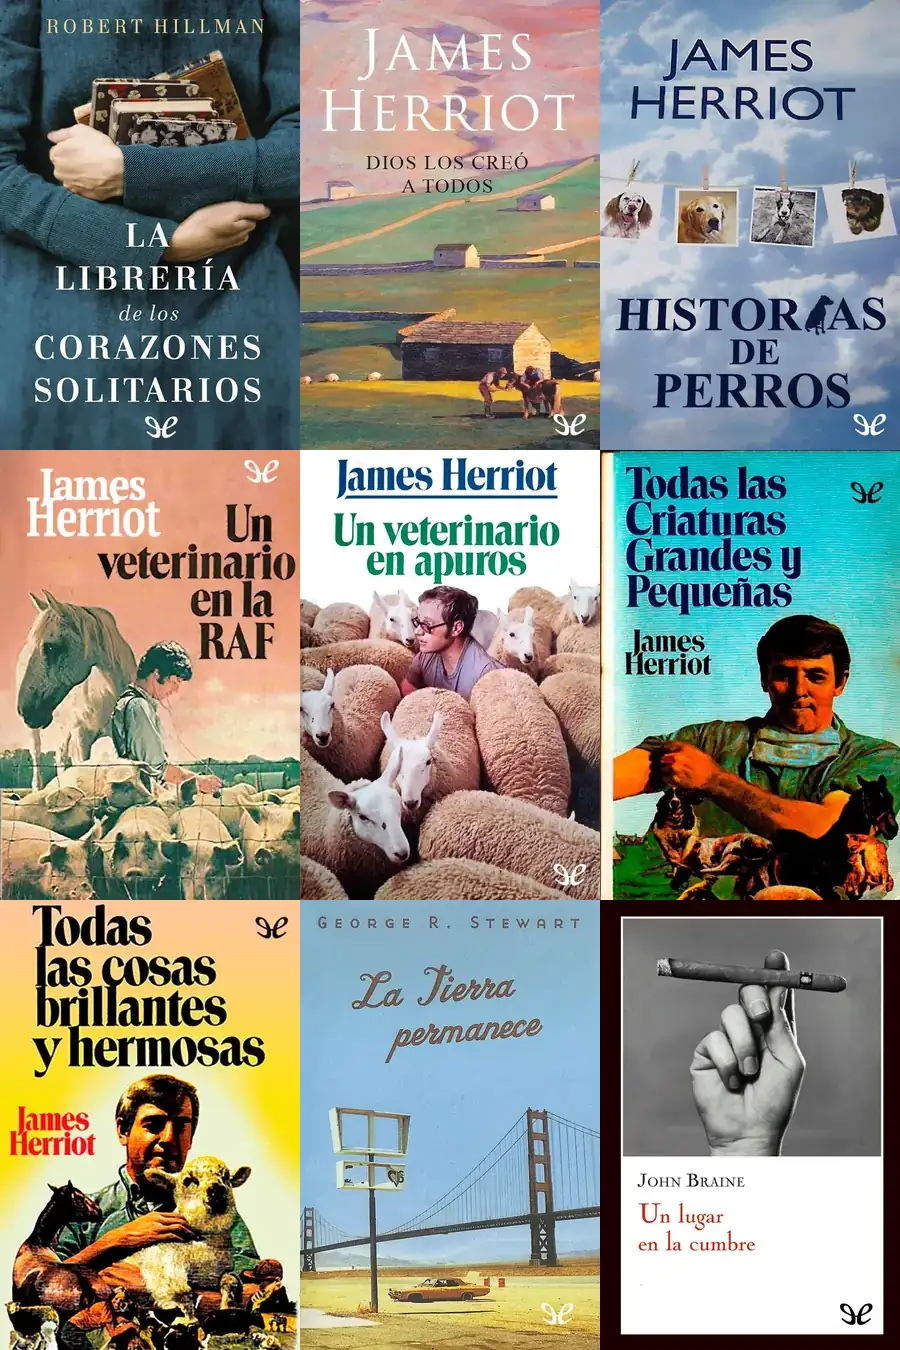 ROBERT HILLMAN
LA
LIBRERÍA
de los
CORAZONES
SOLITARIOS
JAMES
HERRIOT
DIOS LOS CREÓ
A TODOS
JAMES
HERRIOT
HISTORIAS
DE
PERROS
James
Herriot
Un
veterinario
en la
RAF
James Herriot
Un veterinario
en apuros
Todas las
Criaturas
Grandes y
Pequeñas
James
Herriot
Todas
las cosas
brillantes
y hermosas
James
Herriot
GEORGE R. STEWART
La Tierra
permanece
JOHN BRAINE
Un lugar
en la cumbre